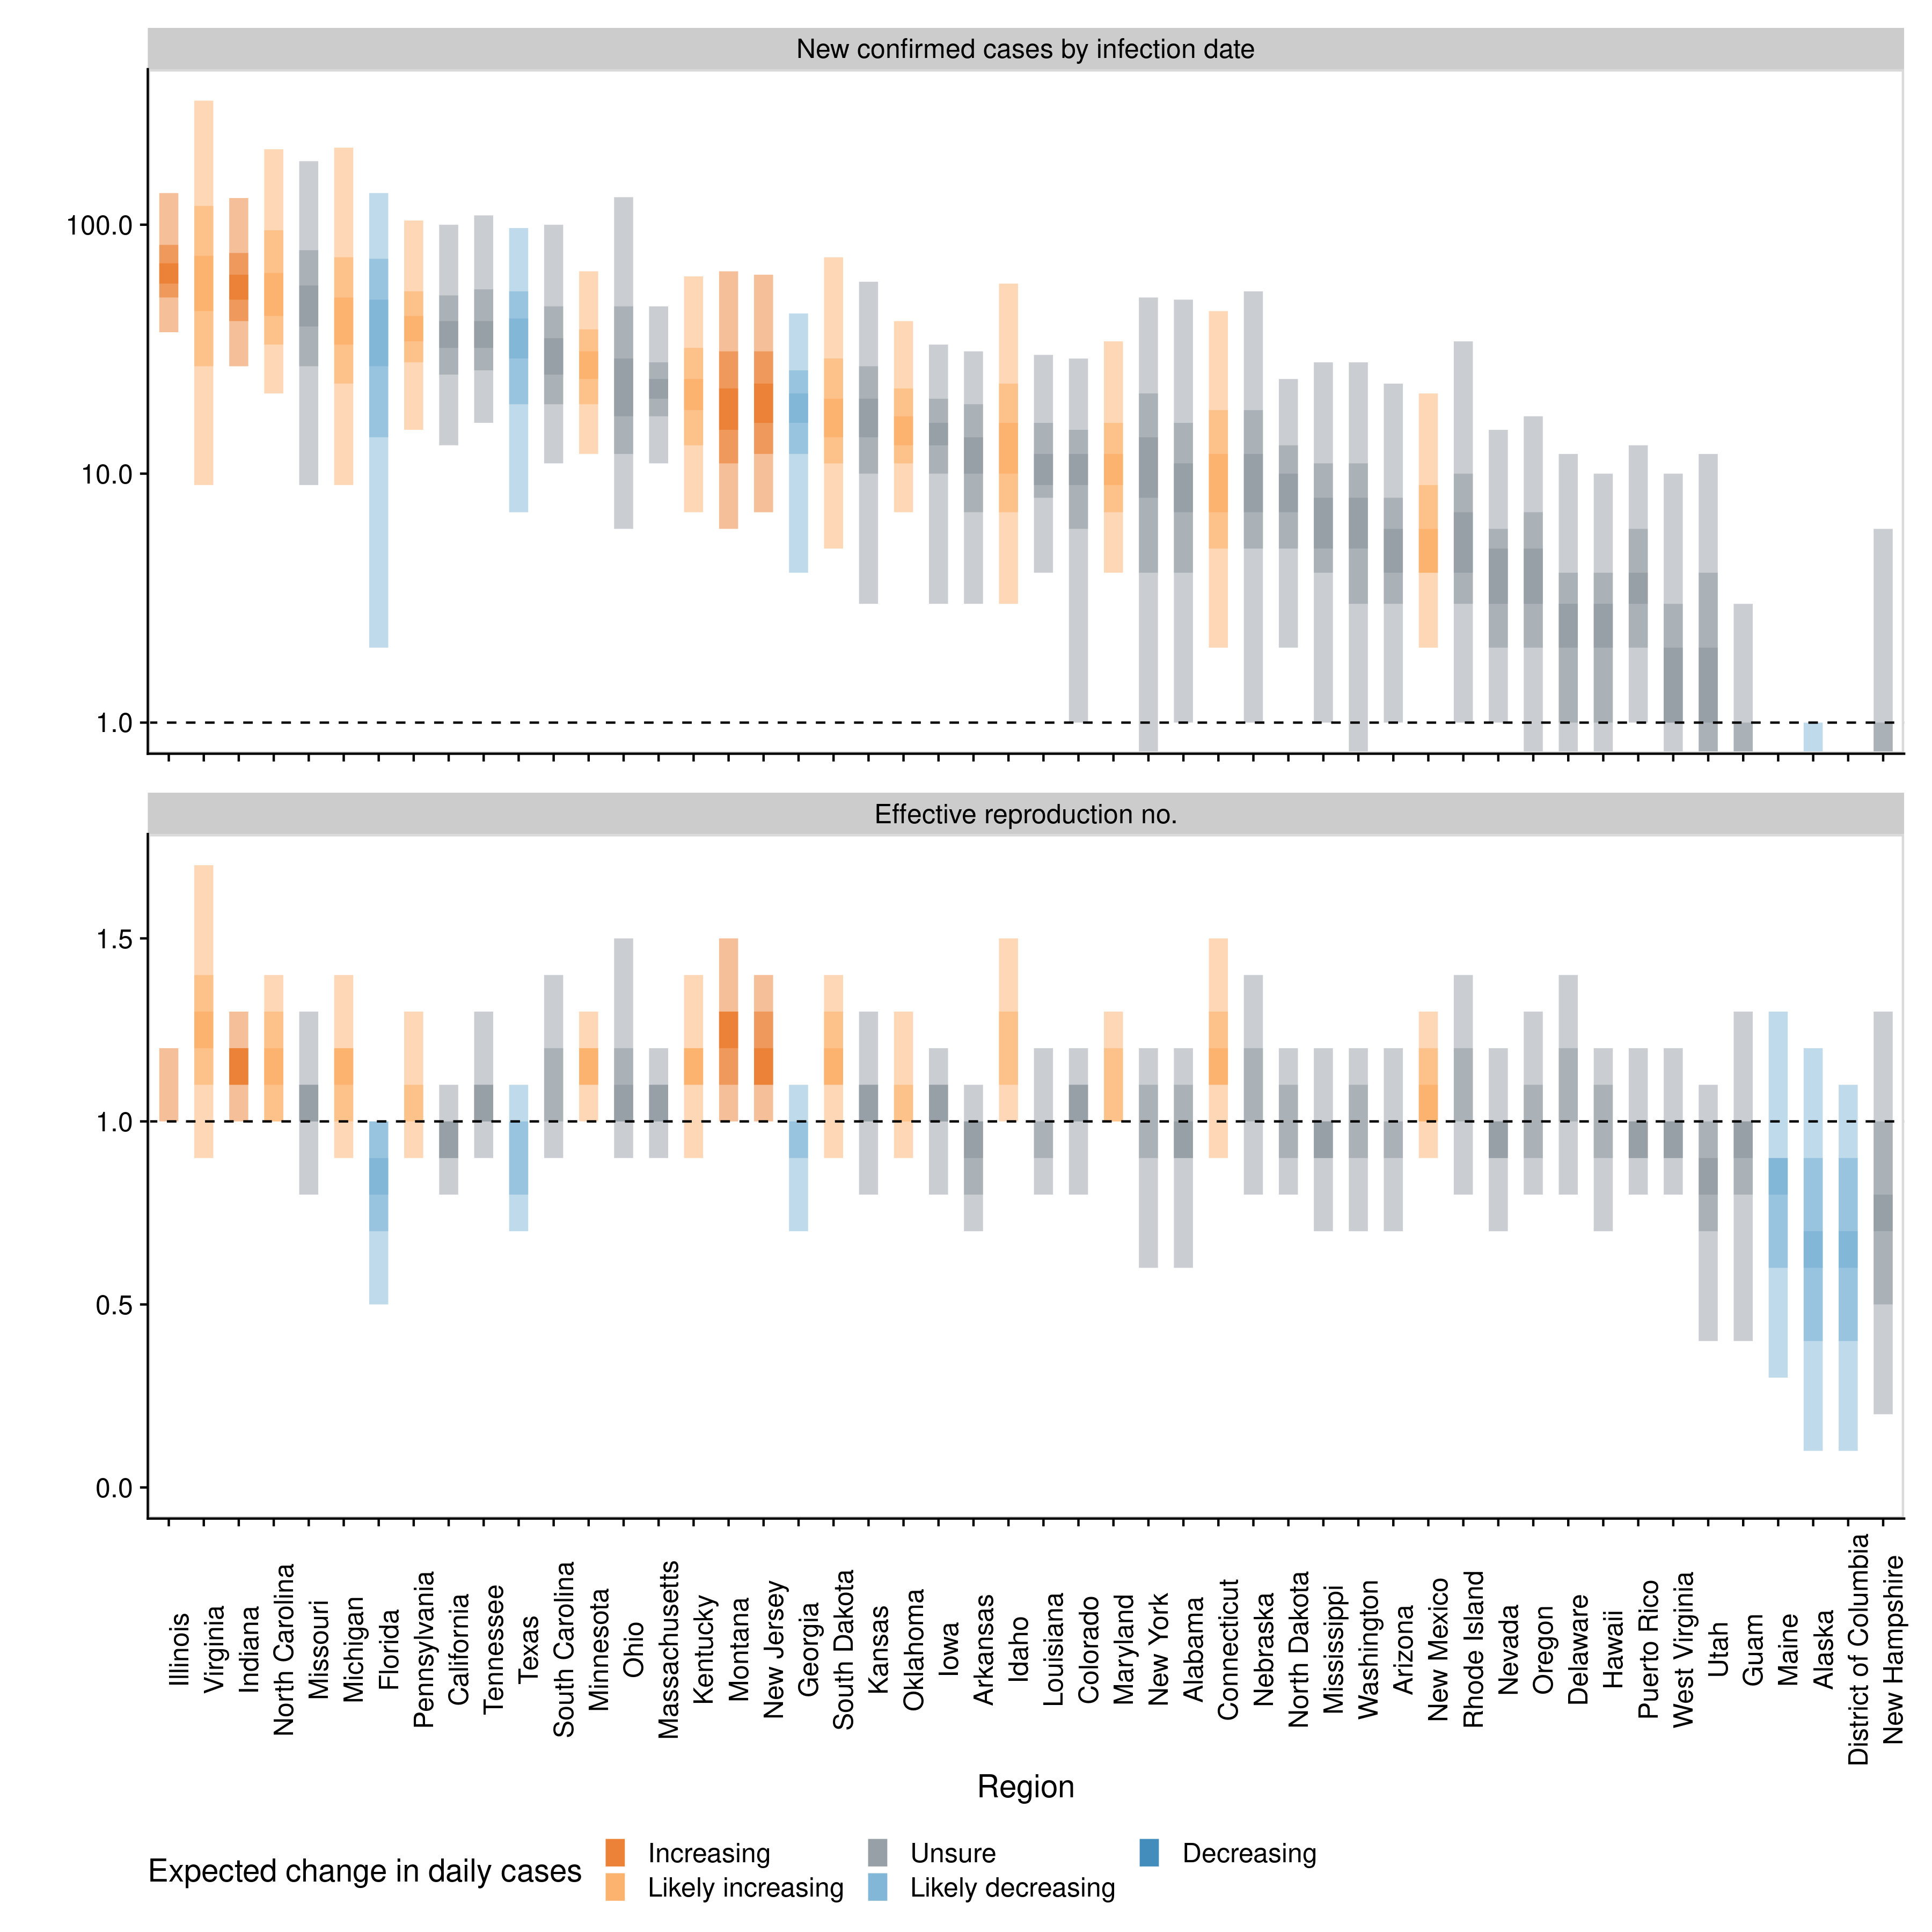 New confirmed cases by infection date
100.0
10.0
1.0
Effective reproduction no.
1.5
1.0
0.5
0.0
Illinois
Virginia
Indiana
North Carolina
Missouri
Michigan
Florida
Pennsylvania
California
Tennessee
Texas
South Carolina
Minnesota
Ohio
Massachusetts
Kentucky
Montana
New Jersey
Georgia
South Dakota
Kansas
Oklahoma
Iowa
Arkansas
Idaho
Louisiana
Colorado
Maryland
New York
Alabama
Connecticut
Nebraska
North Dakota
Mississippi
Washington
Arizona
New Mexico
Rhode Island
Nevada
Oregon
Delaware
Hawaii
Puerto Rico
West Virginia
Utah
Guam
Maine
Alaska
District of Columbia
New Hampshire
Region
Expected change in daily cases
Increasing
Likely increasing
Unsure
Likely decreasing
Decreasing